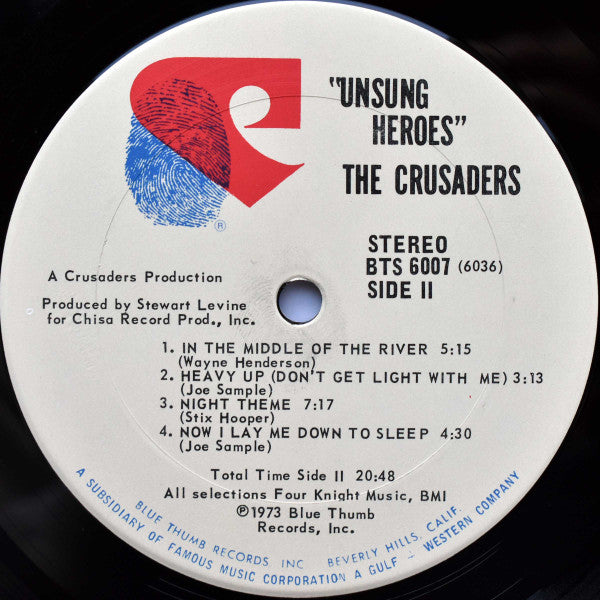 "UNSUNG
HEROES"
THE CRUSADERS
®
STEREO
BTS 6007 (6036)
SIDE II
A Crusaders Production
Produced by Stewart Levine
for Chisa Record Prod., Inc.
1. IN THE MIDDLE OF THE RIVER 5:15
(Wayne Henderson)
2. HEAVY UP (DON'T GET LIGHT WITH ME) 3:13
(Joe Sample)
3. NIGHT THEME 7:17
(Stix Hooper)
4. NOW I LAY ME DOWN TO SLEEP 4:30
(Joe Sample)
Total Time Side II 20:48
All selections Four Knight Music, BMI
℗1973 Blue Thumb
Records, Inc.
BLUE THUMB RECORDS INC BEVERLY HILLS, CALIF.
A SUBSIDIARY OF FAMOUS MUSIC CORPORATION A GULF + WESTERN COMPANY